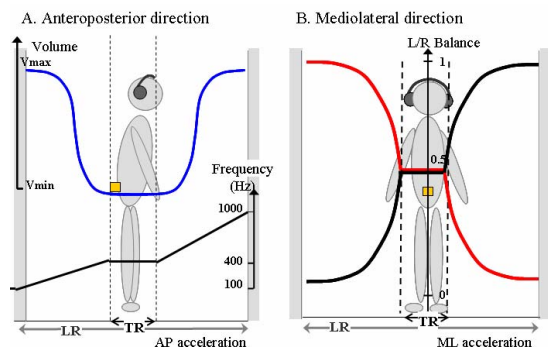 A. Anteroposterior direction
Volume
Vmax
Vmin
Frequency
(Hz)
1000
400
100
LR
TR
AP acceleration
B. Mediolateral direction
L/R Balance
1
0.5
0
LR
TR
ML acceleration